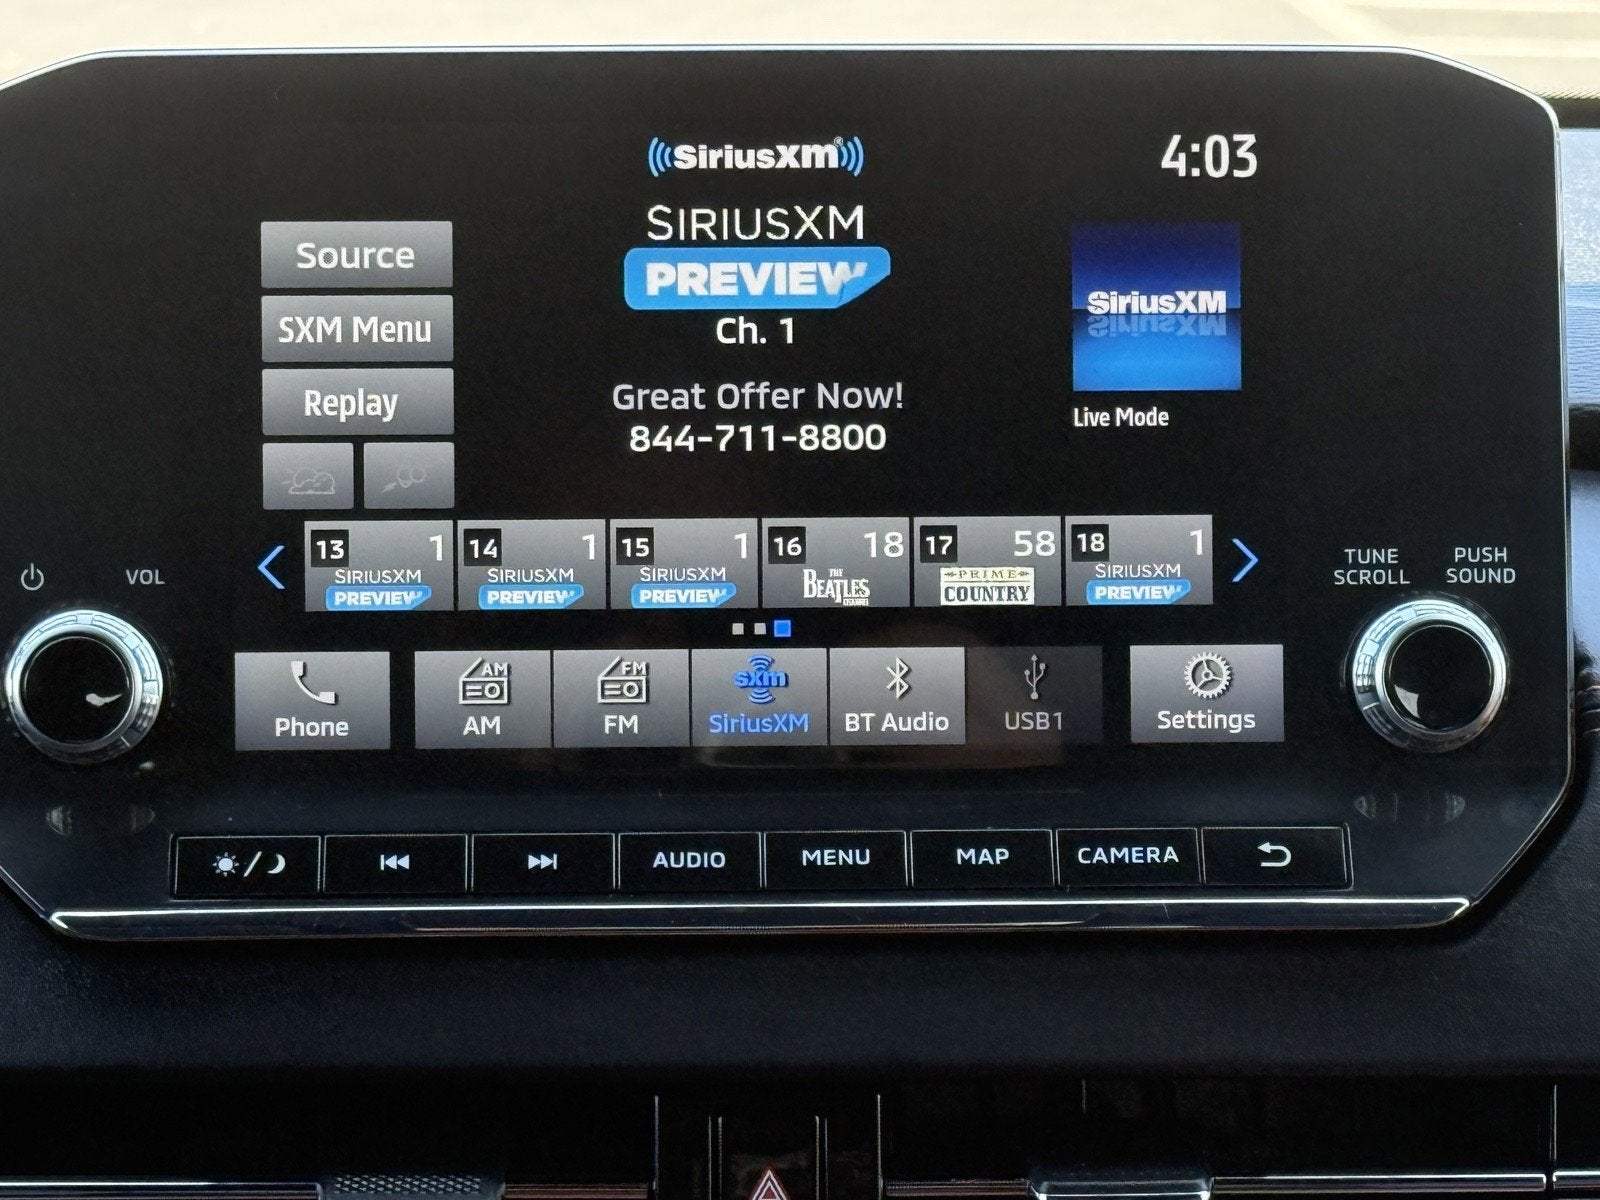 SiriusXM
4:03
SIRIUSXM
PREVIEW
Ch. 1
Great Offer Now!
844-711-8800
Source
SXM Menu
Replay
SiriusXM
Live Mode
13 1
SIRIUSXM
PREVIEW
14 1
SIRIUSXM
PREVIEW
15 1
SIRIUSXM
PREVIEW
16 18
THE
BEATLES
17 58
PRIME
COUNTRY
18 1
SIRIUSXM
PREVIEW
VOL
TUNE
SCROLL
PUSH
SOUND
Phone
AM
AM
FM
FM
sxm
SiriusXM
BT Audio
USB1
Settings
AUDIO
MENU
MAP
CAMERA